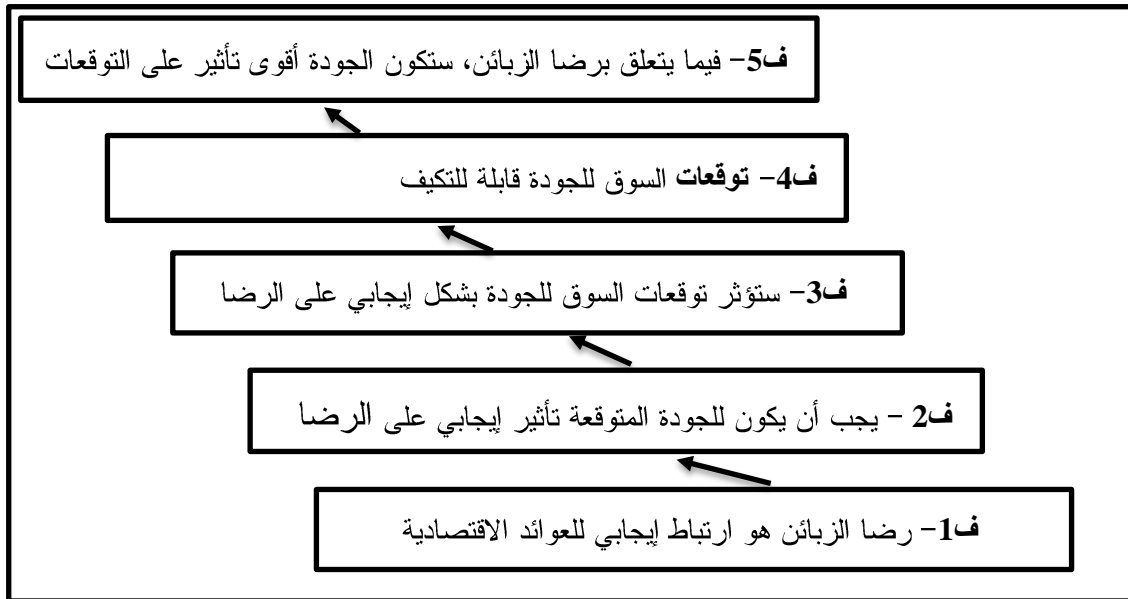 ف5- فيما يتعلق برضا الزبائن، ستكون الجودة أقوى تأثير على التوقعات
ف4- توقعات السوق للجودة قابلة للتكيف
ف3- ستؤثر توقعات السوق للجودة بشكل إيجابي على الرضا
ف2 - يجب أن يكون للجودة المتوقعة تأثير إيجابي على الرضا
ف1- رضا الزبائن هو ارتباط إيجابي للعوائد الاقتصادية